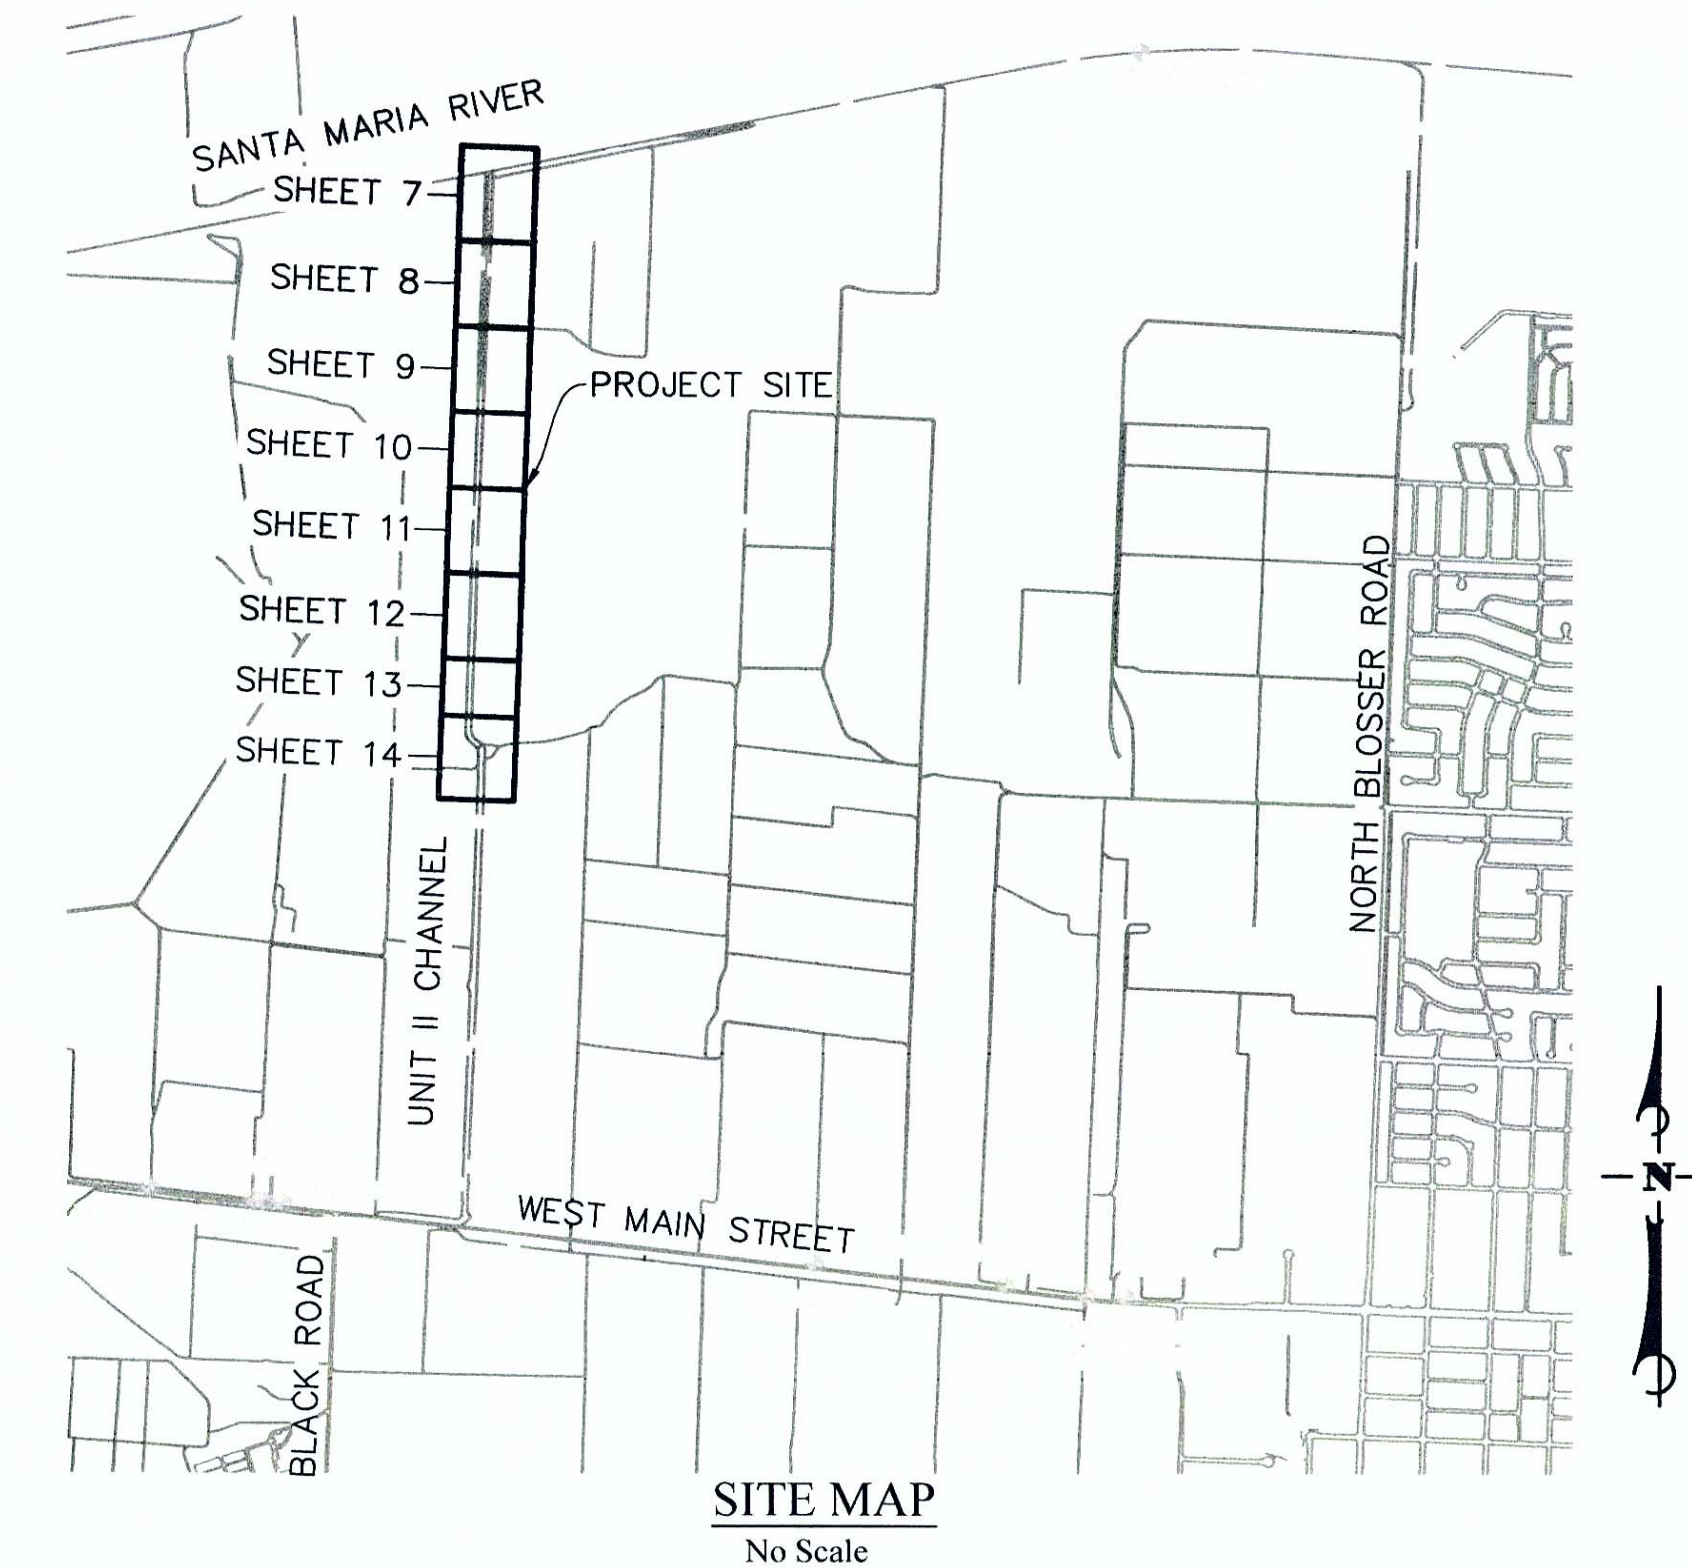 SANTA MARIA RIVER
SHEET 7
SHEET 8
SHEET 9
PROJECT SITE
SHEET 10
SHEET 11
SHEET 12
SHEET 13
SHEET 14
NORTH BLOSSER ROAD
UNIT II CHANNEL
N
WEST MAIN STREET
BLACK ROAD
SITE MAP
No Scale